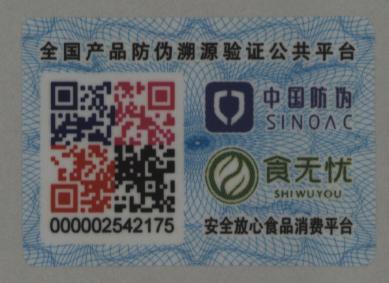 全国产品防伪溯源验证公共平台
中国防伪
SINOAC
食无忧
SHIWUYOU
000002542175
安全放心食品消费平台